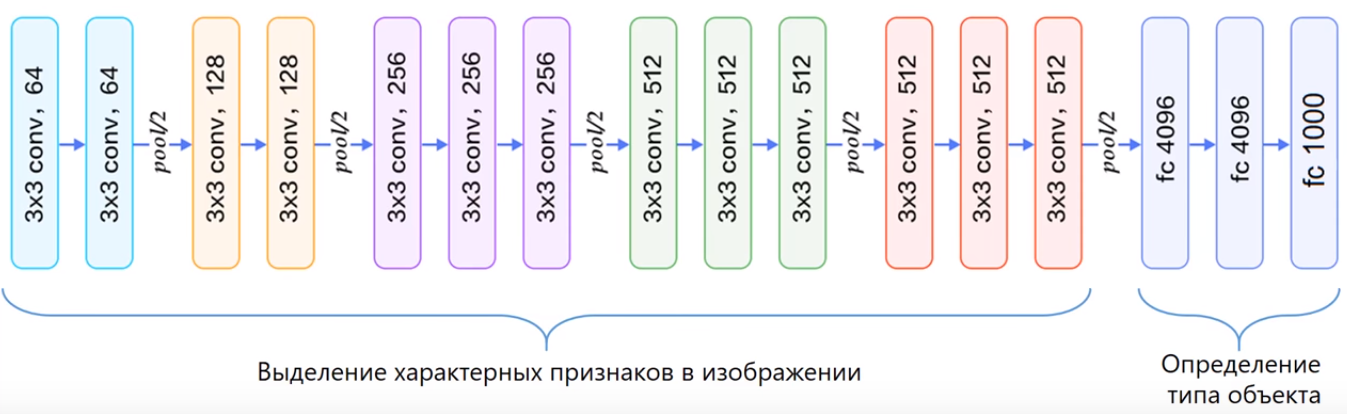 3x3 conv, 64
3x3 conv, 64
pool/2
3x3 conv, 128
3x3 conv, 128
pool/2
3x3 conv, 256
3x3 conv, 256
3x3 conv, 256
pool/2
3x3 conv, 512
3x3 conv, 512
3x3 conv, 512
pool/2
3x3 conv, 512
3x3 conv, 512
3x3 conv, 512
pool/2
fc 4096
fc 4096
fc 1000
Выделение характерных признаков в изображении
Определение
типа объекта